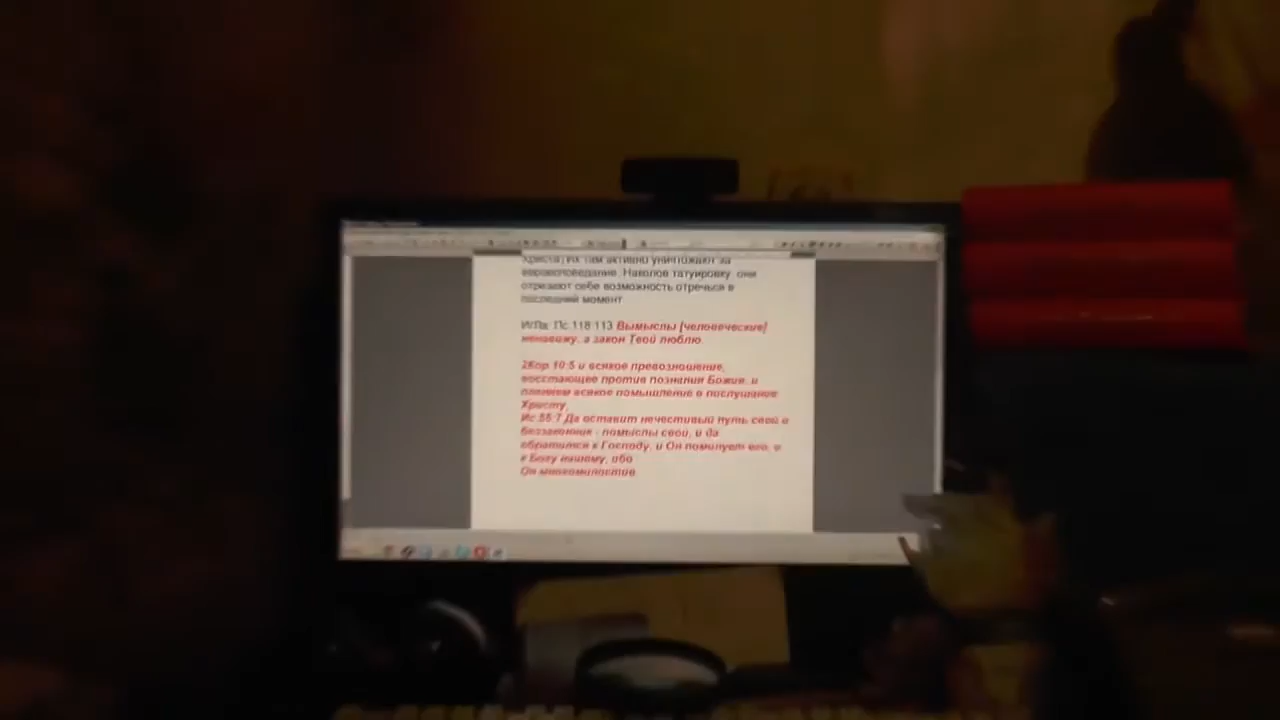 Христа) их там активно уничтожают за
вероисповедание. Наколов татуировку они
отрезают себе возможность отречься в
последний момент
Пс.118:113 Вымыслы [человеческие]
ненавижу, а закон Твой люблю.
2Кор.10:5 и всякое превозношение,
восстающее против познания Божия, и
пленяем всякое помышление в послушание
Христу,
Ис.55:7 Да оставит нечестивый путь свой и
беззаконник - помыслы свои, и да
обратится к Господу, и Он помилует его, и
к Богу нашему, ибо
Он многомилостив